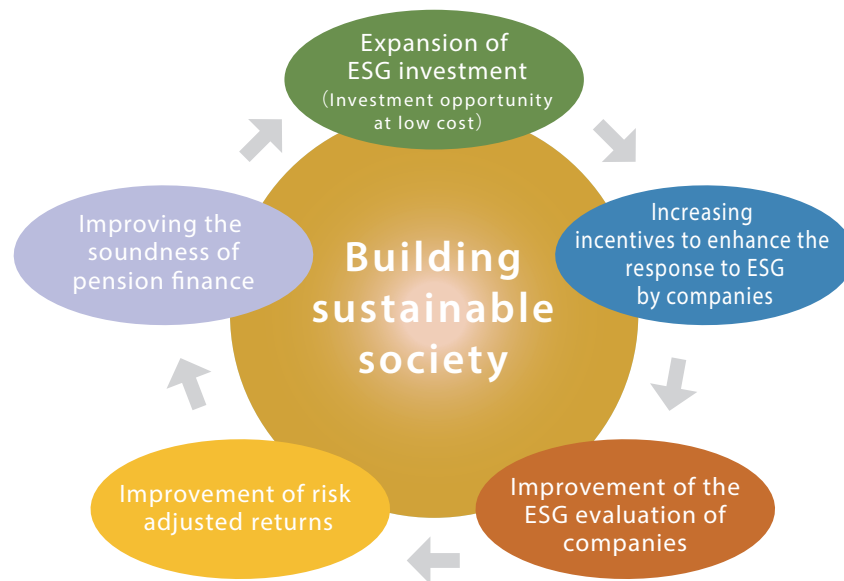 Expansion of
ESG investment
（Investment opportunity
at low cost）
Increasing
incentives to enhance the
response to ESG
by companies
Improvement of the
ESG evaluation of
companies
Improvement of risk
adjusted returns
Improving the
soundness of
pension finance
Building
sustainable
society